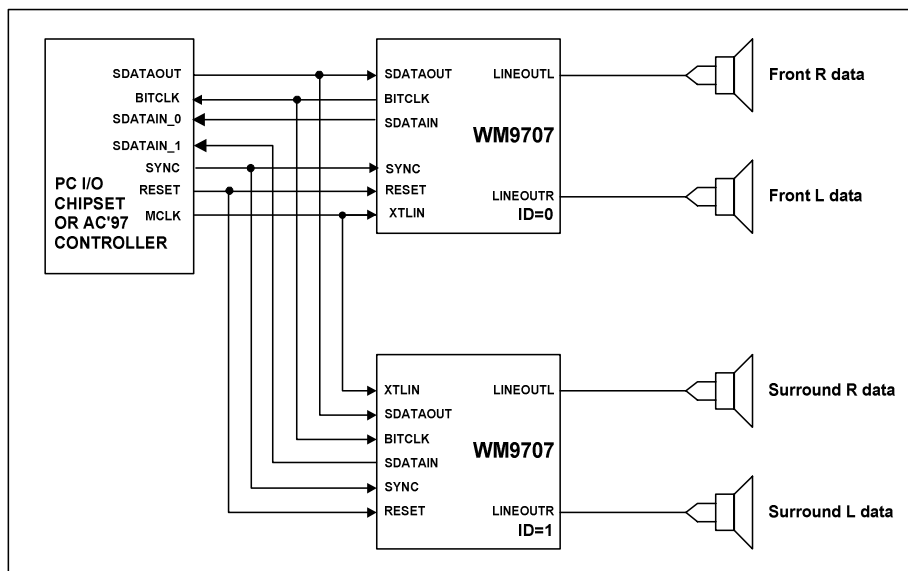 SDATAOUT
BITCLK
SDATAIN_0
SDATAIN_1
SYNC
RESET
MCLK
PC I/O
CHIPSET
OR AC'97
CONTROLLER
SDATAOUT
BITCLK
SDATAIN
SYNC
RESET
XTLIN
LINEOUTL
WM9707
LINEOUTR
ID=0
Front R data
Front L data
XTLIN
SDATAOUT
BITCLK
SDATAIN
SYNC
RESET
LINEOUTL
WM9707
LINEOUTR
ID=1
Surround R data
Surround L data